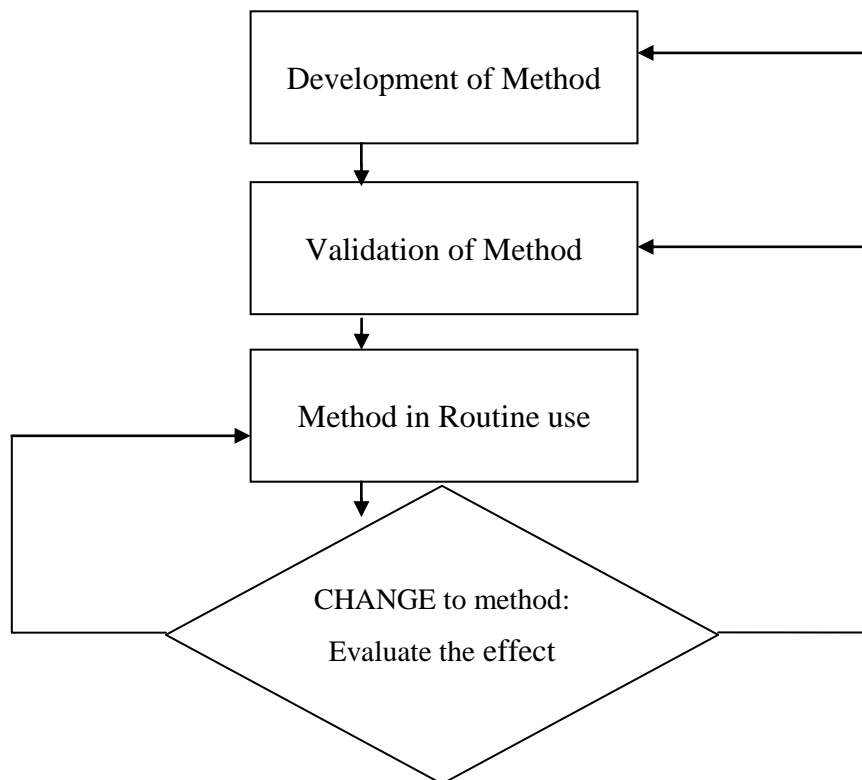 Development of Method
Validation of Method
Method in Routine use
CHANGE to method:
Evaluate the effect